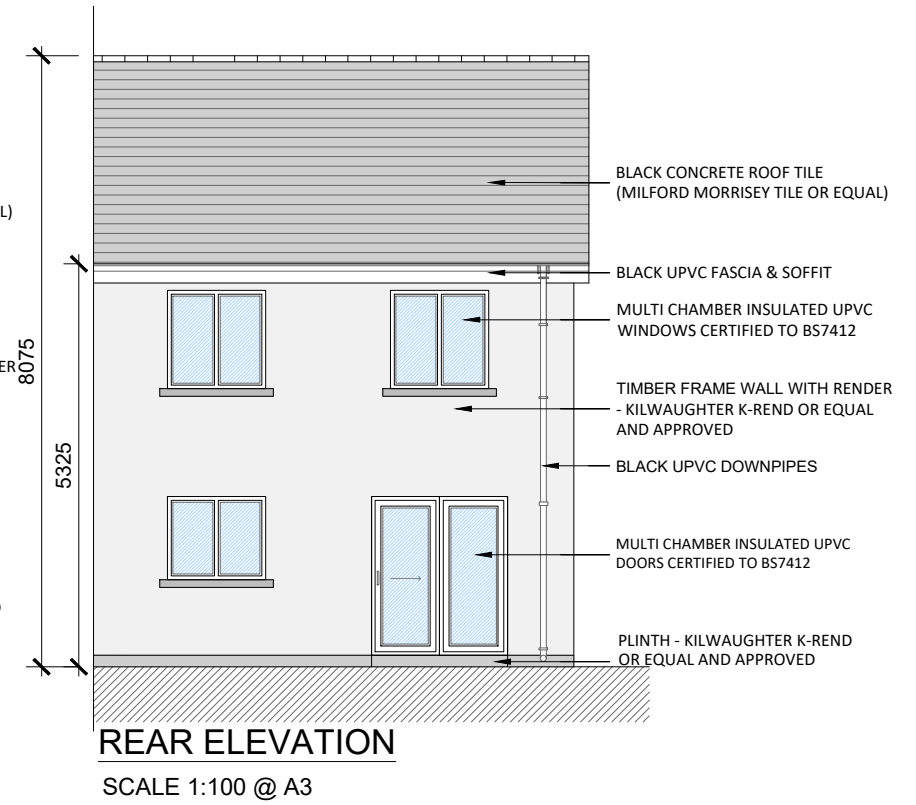 BLACK CONCRETE ROOF TILE
(MILFORD MORRISEY TILE OR EQUAL)
L)
BLACK UPVC FASCIA & SOFFIT
MULTI CHAMBER INSULATED UPVC
WINDOWS CERTIFIED TO BS7412
ER
8075
TIMBER FRAME WALL WITH RENDER
- KILWAUGHTER K-REND OR EQUAL
AND APPROVED
5325
BLACK UPVC DOWNPIPES
MULTI CHAMBER INSULATED UPVC
DOORS CERTIFIED TO BS7412
)
PLINTH - KILWAUGHTER K-REND
OR EQUAL AND APPROVED
REAR ELEVATION
SCALE 1:100 @ A3